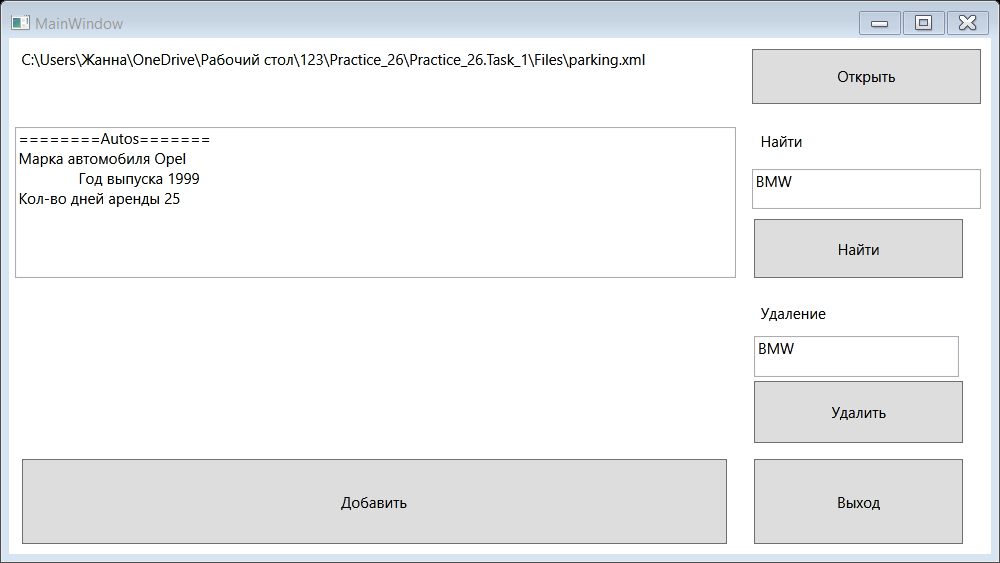 MainWindow
C:\Users\Жанна\OneDrive\Рабочий стол\123\Practice_26\Practice_26.Task_1\Files\parking.xml
Открыть
========Autos=======
Марка автомобиля Opel
Год выпуска 1999
Кол-во дней аренды 25
Найти
BMW
Найти
Удаление
BMW
Удалить
Добавить
Выход